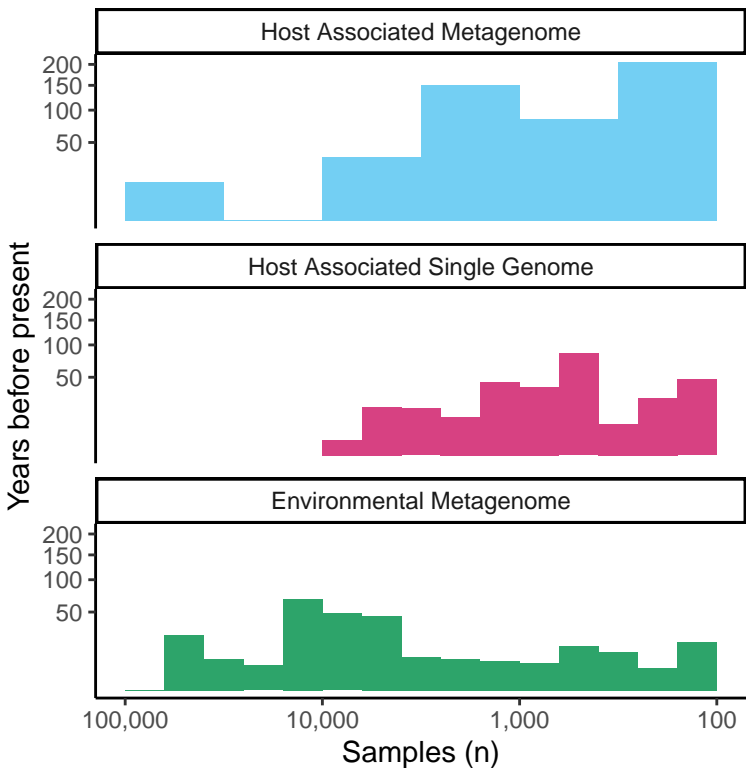 Host Associated Metagenome
200
150
100
50
Host Associated Single Genome
200
150
100
50
Environmental Metagenome
200
150
100
50
Years before present
100,000 10,000 1,000 100
Samples (n)